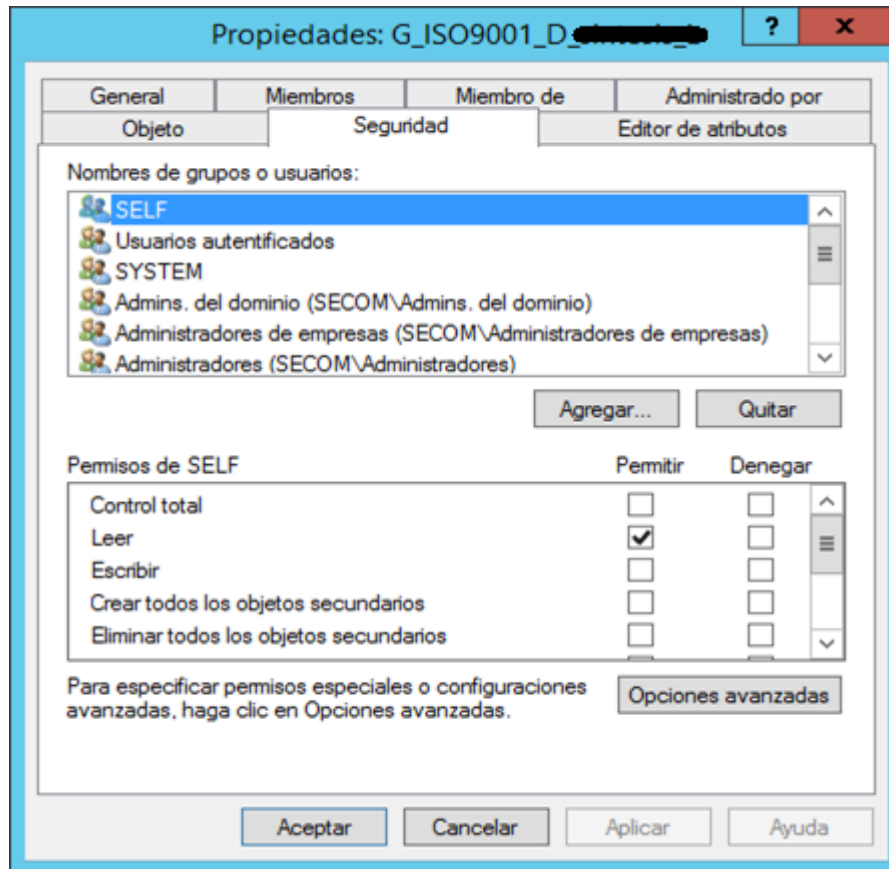 Propiedades: G_ISO9001_D_
? x
General Miembros Miembro de Administrado por
Objeto Seguridad Editor de atributos
Nombres de grupos o usuarios:
SELF
Usuarios autentificados
SYSTEM
Admins. del dominio (SECOM\Admins. del dominio)
Administradores de empresas (SECOM\Administradores de empresas)
Administradores (SECOM\Administradores)
Agregar... Quitar
Permisos de SELF Permitir Denegar
Control total
Leer
Escribir
Crear todos los objetos secundarios
Eliminar todos los objetos secundarios
Para especificar permisos especiales o configuraciones
avanzadas, haga clic en Opciones avanzadas.
Opciones avanzadas
Aceptar Cancelar Aplicar Ayuda